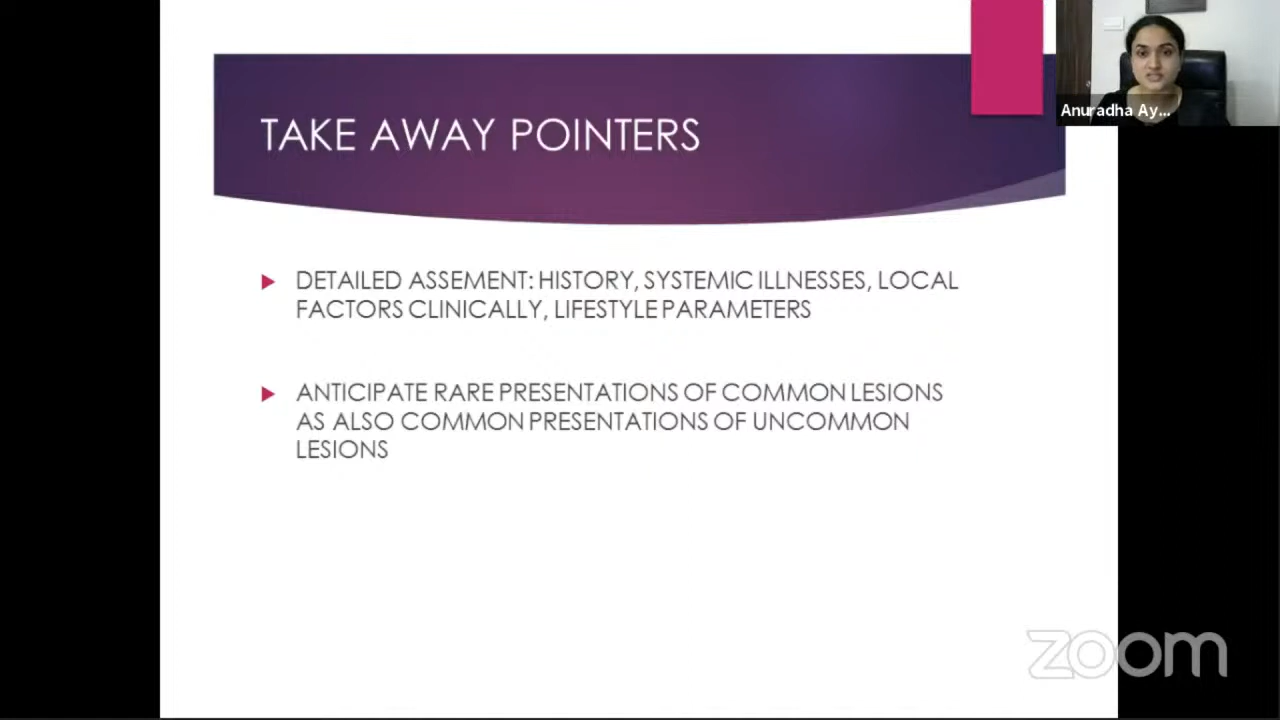 TAKE AWAY POINTERS
Anuradha Ay...
DETAILED ASSEMENT: HISTORY, SYSTEMIC ILLNESSES, LOCAL
FACTORS CLINICALLY, LIFESTYLE PARAMETERS
ANTICIPATE RARE PRESENTATIONS OF COMMON LESIONS
AS ALSO COMMON PRESENTATIONS OF UNCOMMON
LESIONS
zoom